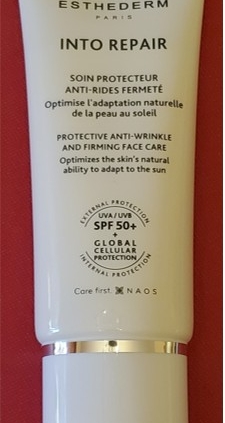 ESTHEDERM
PARIS
INTO REPAIR
SOIN PROTECTEUR
ANTI-RIDES FERMETÉ
Optimise l'adaptation naturelle
de la peau au soleil
PROTECTIVE ANTI-WRINKLE
AND FIRMING FACE CARE
Optimizes the skin's natural
ability to adapt to the sun
EXTERNAL PROTECTION
UVA / UVB
SPF 50+
+
GLOBAL
CELLULAR
PROTECTION
INTERNAL PROTECTION
Care first. NAOS